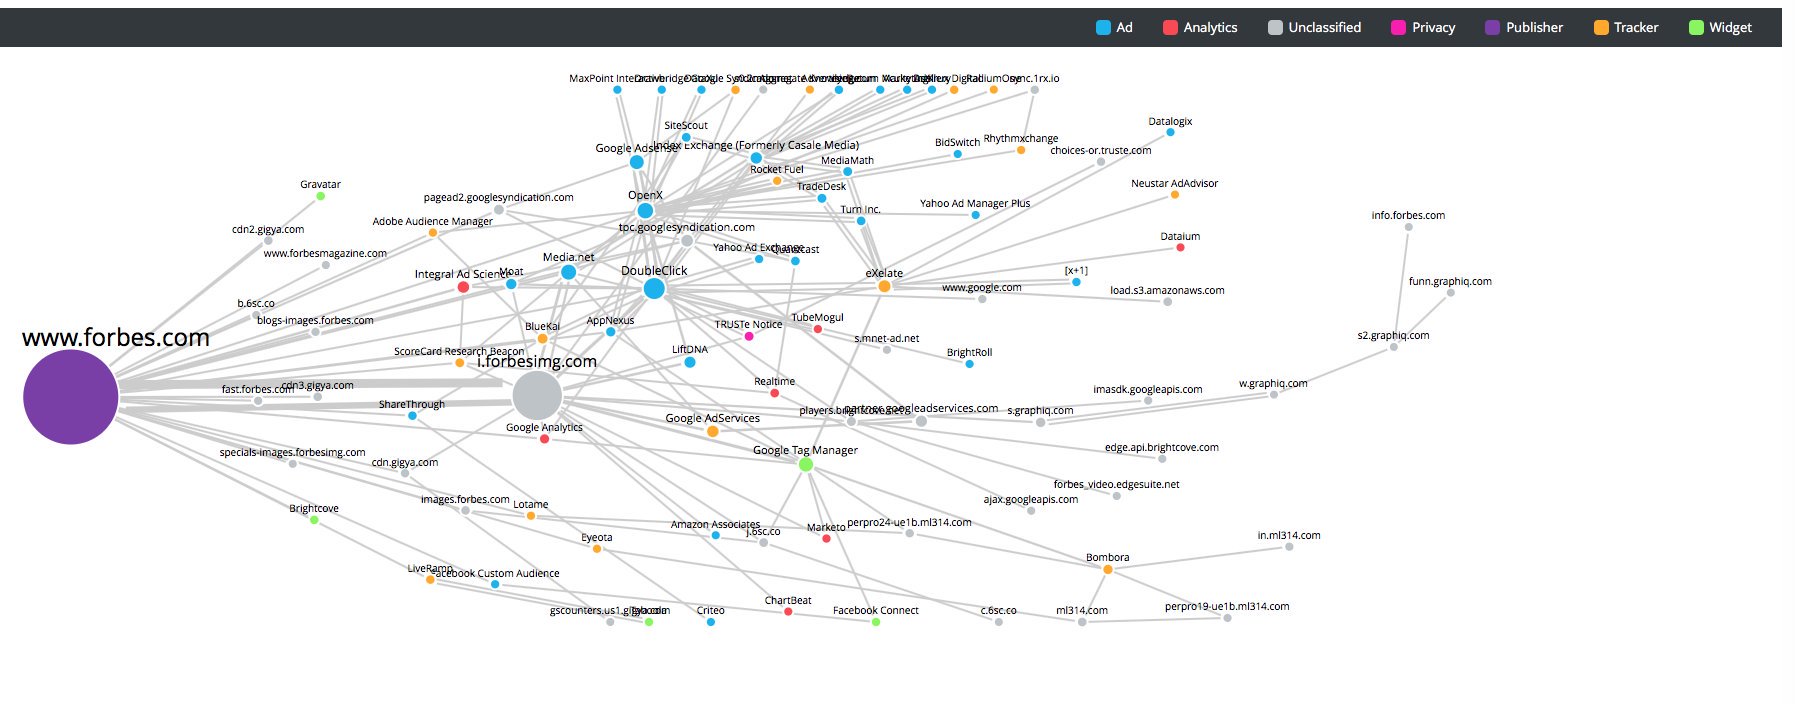 Ad Analytics Unclassified Privacy Publisher Tracker Widget
MaxPoint Interactive
sync.1rx.io
SiteScout
Datalogix
Google Adsense
Index Exchange (Formerly Casale Media)
BidSwitch
Rhythmxchange
choices-or.truste.com
MediaMath
Rocket Fuel
Gravatar
TradeDesk
Neustar AdAdvisor
pagead2.googlesyndication.com
OpenX
Yahoo Ad Manager Plus
Turn Inc.
info.forbes.com
Adobe Audience Manager
cdn2.gigya.com
tpc.googlesyndication.com
Dataium
www.forbesmagazine.com
Yahoo Ad Exchange
Quantcast
Media.net
Integral Ad Science
Moat
DoubleClick
eXelate
[x+1]
funn.graphiq.com
www.google.com
load.s3.amazonaws.com
b.6sc.co
blogs-images.forbes.com
BlueKai
AppNexus
TRUSTe Notice
TubeMogul
www.forbes.com
s.mnet-ad.net
s2.graphiq.com
ScoreCard Research Beacon
LiftDNA
BrightRoll
i.forbesimg.com
fast.forbes.com
cdn3.gigya.com
Realtime
imasdk.googleapis.com
w.graphiq.com
ShareThrough
players.brightcove.net
partner.googleadservices.com
s.graphiq.com
Google AdServices
Google Analytics
specials-images.forbesimg.com
cdn.gigya.com
Google Tag Manager
edge.api.brightcove.com
forbes_video.edgesuite.net
images.forbes.com
Lotame
ajax.googleapis.com
Brightcove
Amazon Associates
j.6sc.co
Marketo
perpro24-ue1b.ml314.com
Eyeota
in.ml314.com
Bombora
LiveRamp
Facebook Custom Audience
gscounters.us1.gigya.com
Criteo
ChartBeat
Facebook Connect
c.6sc.co
ml314.com
perpro19-ue1b.ml314.com